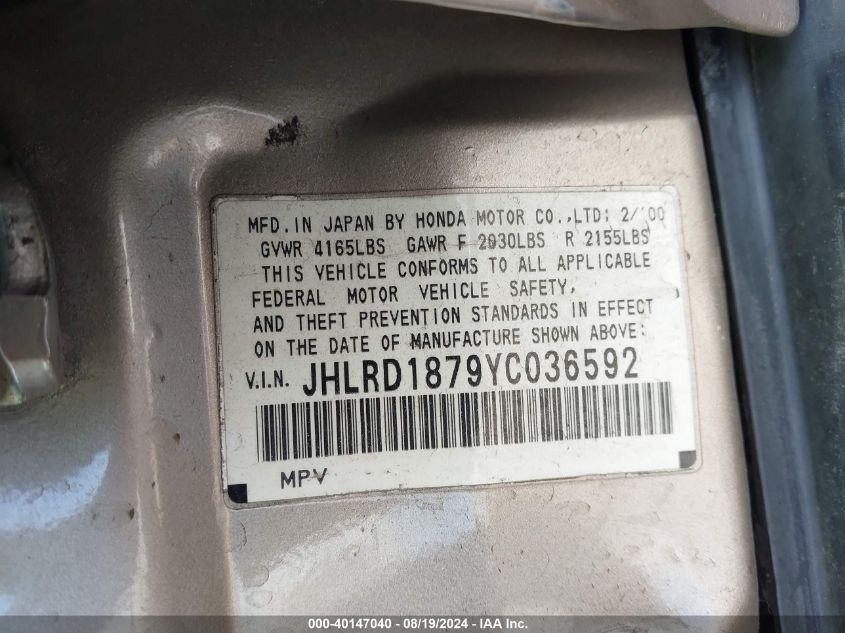 MFD. IN JAPAN BY HONDA MOTOR CO.,LTD; 2/'00
GVWR 4165LBS GAWR F 2030LBS R 2155LBS
THIS VEHICLE CONFORMS TO ALL APPLICABLE
FEDERAL MOTOR VEHICLE SAFETY,
AND THEFT PREVENTION STANDARDS IN EFFECT
ON THE DATE OF MANUFACTURE SHOWN ABOVE:
V.I.N. JHLRD1879YC036592
MPV
000-40147040 - 08/19/2024 - IAA Inc.